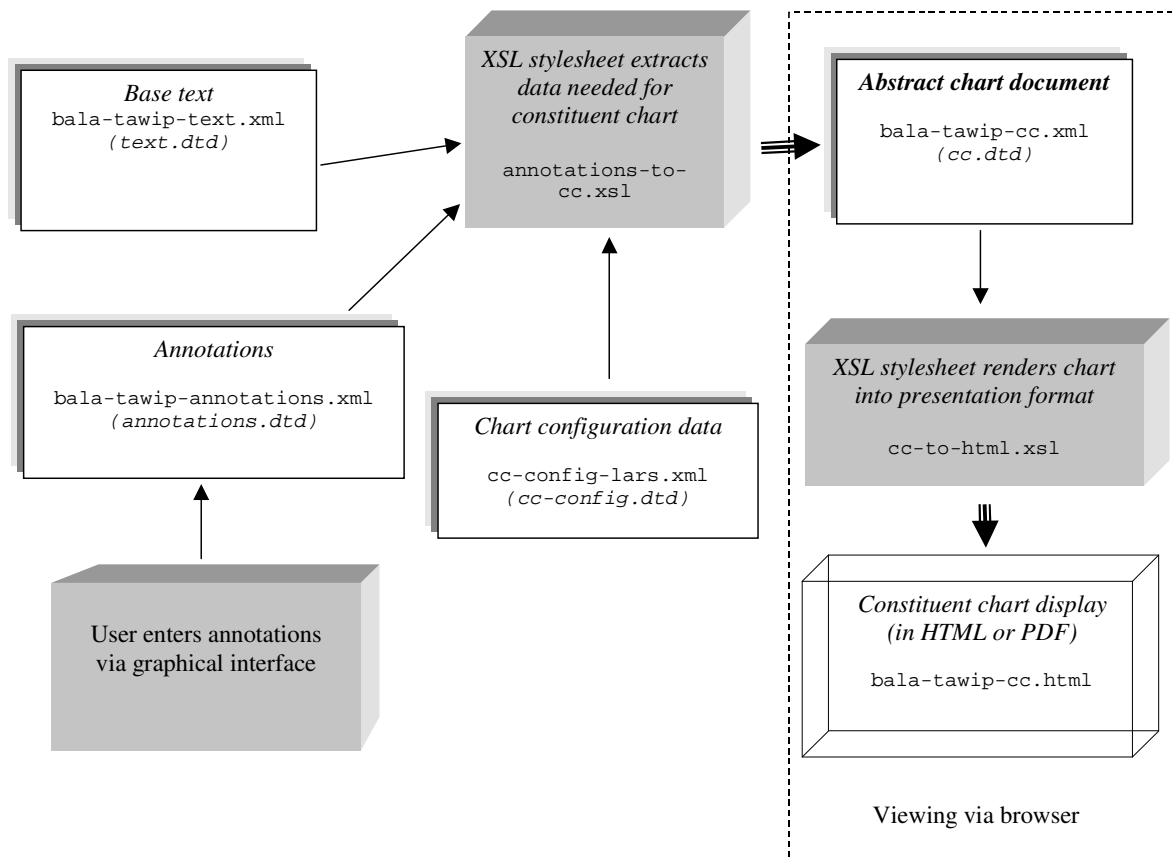 Base text
bala-tawip-text.xml
(text.dtd)
XSL stylesheet extracts
data needed for
constituent chart
annotations-to-
cc.xsl
Abstract chart document
bala-tawip-cc.xml
(cc.dtd)
Annotations
bala-tawip-annotations.xml
(annotations.dtd)
Chart configuration data
cc-config-lars.xml
(cc-config.dtd)
XSL stylesheet renders chart
into presentation format
cc-to-html.xsl
User enters annotations
via graphical interface
Constituent chart display
(in HTML or PDF)
bala-tawip-cc.html
Viewing via browser